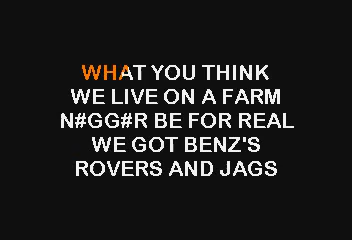 WHAT YOU THINK
WE LIVE ON A FARM
N#GG#R BE FOR REAL
WE GOT BENZ'S
ROVERS AND JAGS